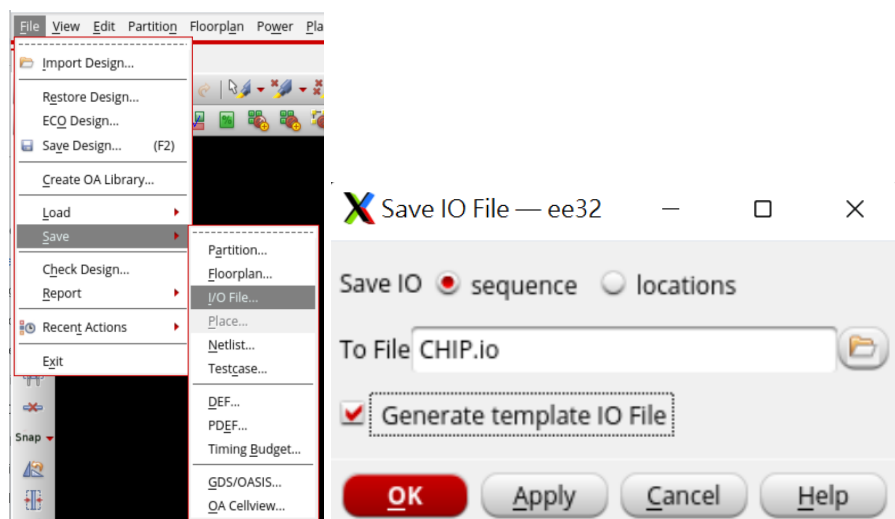 File View Edit Partition Floorplan Power Pla
Import Design...
Restore Design...
ECO Design...
Save Design... (F2)
Create OA Library...
Load
Save
Check Design...
Report
Recent Actions
Exit
Snap
Partition...
Floorplan...
I/O File...
Place...
Netlist...
Testcase...
DEF...
PDEF...
Timing Budget...
GDS/OASIS...
OA Cellview...
Save IO File — ee32
Save IO sequence locations
To File CHIP.io
Generate template IO File
OK Apply Cancel Help